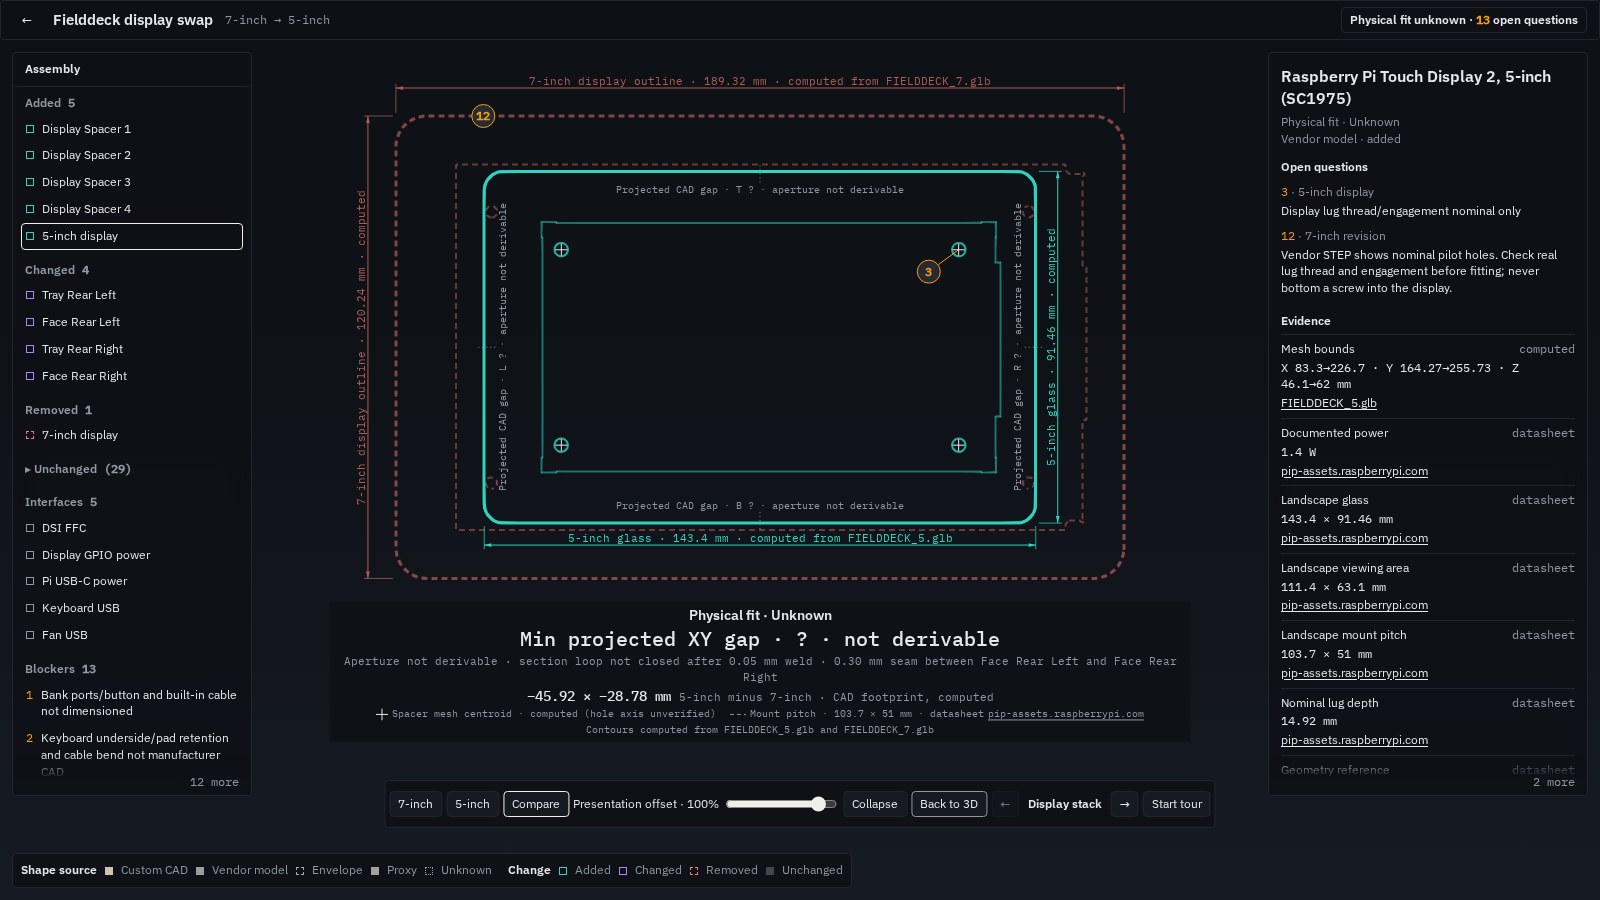 ←
Fielddeck display swap
7-inch → 5-inch
Physical fit unknown · 13 open questions
Assembly
Added 5
Display Spacer 1
Display Spacer 2
Display Spacer 3
Display Spacer 4
5-inch display
Changed 4
Tray Rear Left
Face Rear Left
Tray Rear Right
Face Rear Right
Removed 1
7-inch display
▸ Unchanged (29)
Interfaces 5
DSI FFC
Display GPIO power
Pi USB-C power
Keyboard USB
Fan USB
Blockers 13
1 Bank ports/button and built-in cable
not dimensioned
2 Keyboard underside/pad retention
and cable bend not manufacturer
CAD
12 more
7-inch display outline · 189.32 mm · computed from FIELDDECK_7.glb
12
7-inch display outline · 120.24 mm · computed
Projected CAD gap · T ? · aperture not derivable
Projected CAD gap · L ? · aperture not derivable
3
Projected CAD gap · R ? · aperture not derivable
5-inch glass · 91.46 mm · computed
Projected CAD gap · B ? · aperture not derivable
5-inch glass · 143.4 mm · computed from FIELDDECK_5.glb
Physical fit · Unknown
Min projected XY gap · ? · not derivable
Aperture not derivable · section loop not closed after 0.05 mm weld · 0.30 mm seam between Face Rear Left and Face Rear
Right
−45.92 × −28.78 mm 5-inch minus 7-inch · CAD footprint, computed
Spacer mesh centroid · computed (hole axis unverified) --· Mount pitch · 103.7 × 51 mm · datasheet pip-assets.raspberrypi.com
Contours computed from FIELDDECK_5.glb and FIELDDECK_7.glb
7-inch
5-inch
Compare
Presentation offset · 100%
Collapse
Back to 3D
←
Display stack
→
Start tour
Raspberry Pi Touch Display 2, 5-inch
(SC1975)
Physical fit · Unknown
Vendor model · added
Open questions
3 · 5-inch display
Display lug thread/engagement nominal only
12 · 7-inch revision
Vendor STEP shows nominal pilot holes. Check real
lug thread and engagement before fitting; never
bottom a screw into the display.
Evidence
Mesh bounds computed
X 83.3→226.7 · Y 164.27→255.73 · Z
46.1→62 mm
FIELDDECK_5.glb
Documented power datasheet
1.4 W
pip-assets.raspberrypi.com
Landscape glass datasheet
143.4 × 91.46 mm
pip-assets.raspberrypi.com
Landscape viewing area datasheet
111.4 × 63.1 mm
pip-assets.raspberrypi.com
Landscape mount pitch datasheet
103.7 × 51 mm
pip-assets.raspberrypi.com
Nominal lug depth datasheet
14.92 mm
pip-assets.raspberrypi.com
Geometry reference datasheet
2 more
Shape source Custom CAD Vendor model Envelope Proxy Unknown Change Added Changed Removed Unchanged